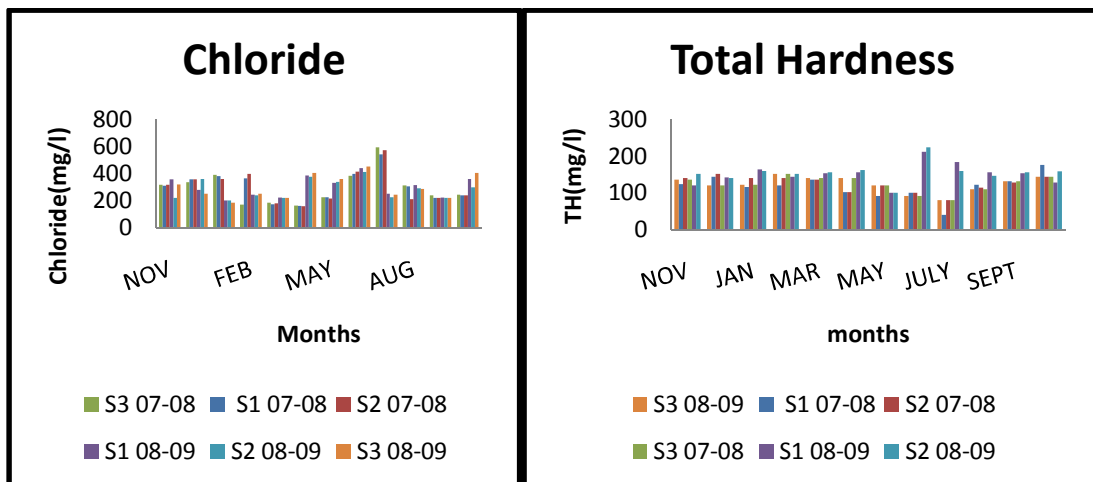 Chloride
Chloride(mg/l)
800
600
400
200
0
NOV FEB MAY AUG
Months
S3 07-08 S1 07-08 S2 07-08
S1 08-09 S2 08-09 S3 08-09
Total Hardness
TH(mg/l)
300
200
100
0
NOV JAN MAR MAY JULY SEPT
months
S3 08-09 S1 07-08 S2 07-08
S3 07-08 S1 08-09 S2 08-09